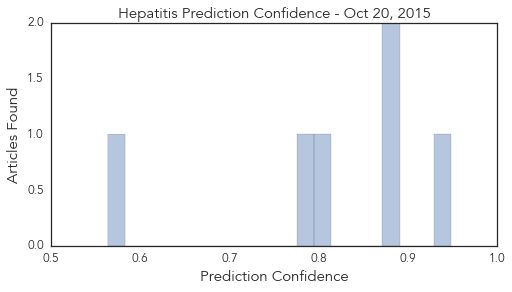 Hepatitis Prediction Confidence - Oct 20, 2015
2.0
1.5
1.0
0.5
0.0
Articles Found
0.5 0.6 0.7 0.8 0.9 1.0
Prediction Confidence